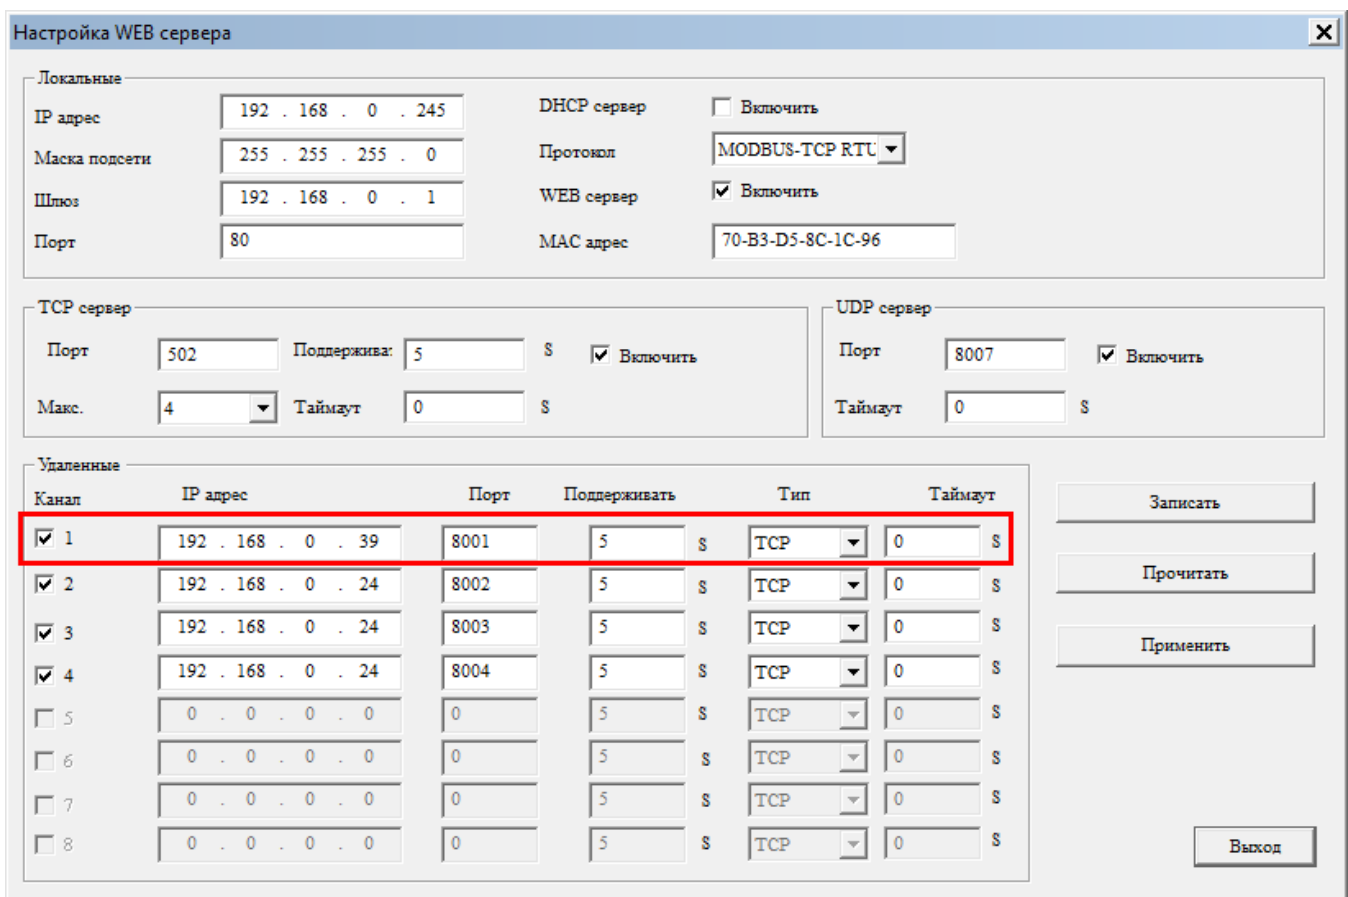 Настройка WEB сервера
Локальные
IP адрес 192 . 168 . 0 . 245 DHCP сервер Включить
Маска подсети 255 . 255 . 255 . 0 Протокол MODBUS-TCP RTU
Шлюз 192 . 168 . 0 . 1 WEB сервер Включить
Порт 80 MAC адрес 70-B3-D5-8C-1C-96
TCP сервер UDP сервер
Порт 502 Поддержива: 5 S Включить Порт 8007 Включить
Макс. 4 Таймаут 0 S Таймаут 0 S
Удаленные
Канал IP адрес Порт Поддерживать Тип Таймаут
1 192 . 168 . 0 . 39 8001 5 S TCP 0 S
2 192 . 168 . 0 . 24 8002 5 S TCP 0 S
3 192 . 168 . 0 . 24 8003 5 S TCP 0 S
4 192 . 168 . 0 . 24 8004 5 S TCP 0 S
5 0 . 0 . 0 . 0 0 5 S TCP 0 S
6 0 . 0 . 0 . 0 0 5 S TCP 0 S
7 0 . 0 . 0 . 0 0 5 S TCP 0 S
8 0 . 0 . 0 . 0 0 5 S TCP 0 S
Записать
Прочитать
Применить
Выход